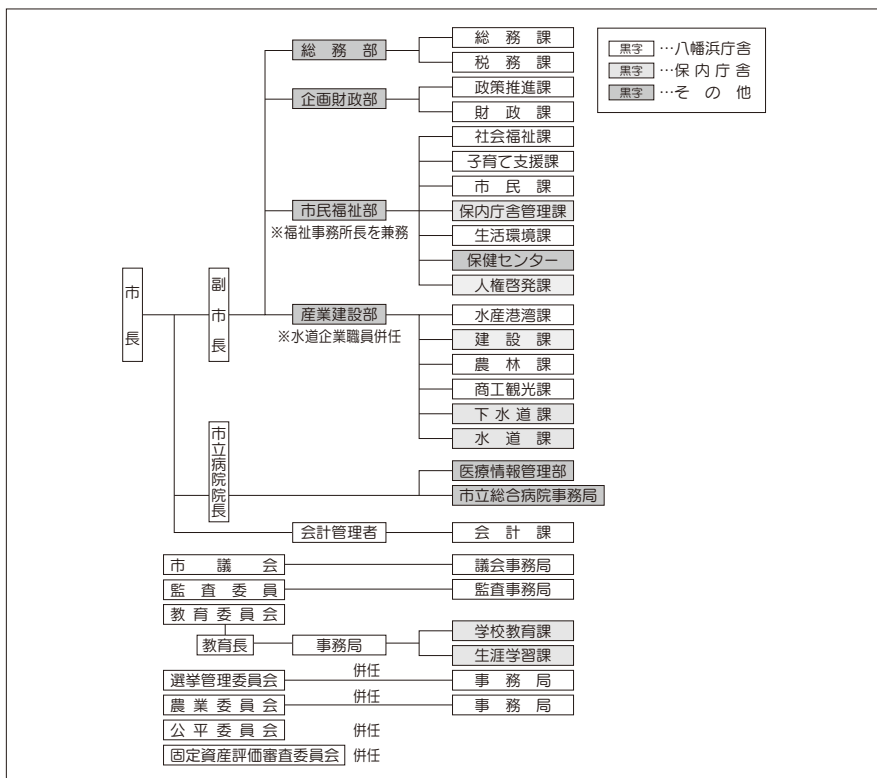 総務部
総務課
税務課
黒字…八幡浜庁舎
黒字…保内庁舎
黒字…その他
企画財政部
政策推進課
財政課
市民福祉部
※福祉事務所長を兼務
社会福祉課
子育て支援課
市民課
保内庁舎管理課
生活環境課
保健センター
人権啓発課
市長
副市長
産業建設部
※水道企業職員併任
水産港湾課
建設課
農林課
商工観光課
下水道課
水道課
市立病院院長
医療情報管理部
市立総合病院事務局
会計管理者
会計課
市議会
議会事務局
監査委員
監査事務局
教育委員会
教育長
事務局
学校教育課
生涯学習課
選挙管理委員会
併任
事務局
農業委員会
併任
事務局
公平委員会
併任
固定資産評価審査委員会
併任